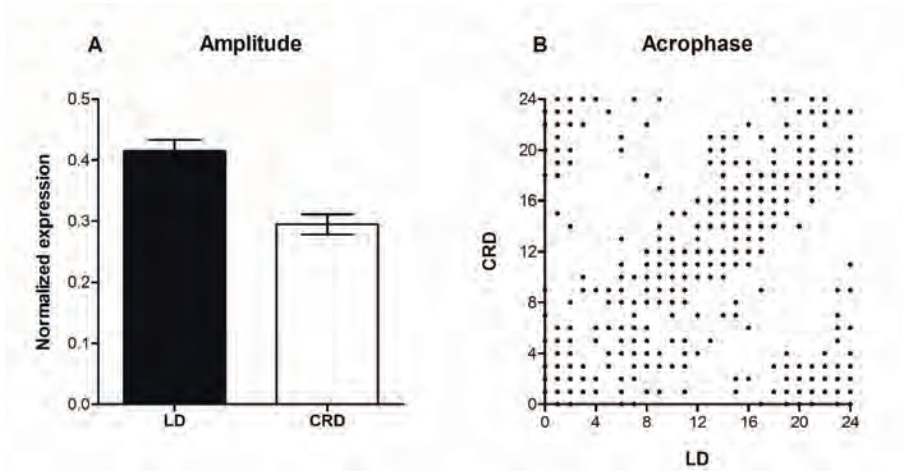 A Amplitude
Normalized expression
0.5
0.4
0.3
0.2
0.1
0.0
LD CRD
B Acrophase
CRD
24
20
16
12
8
4
0
0 4 8 12 16 20 24
LD